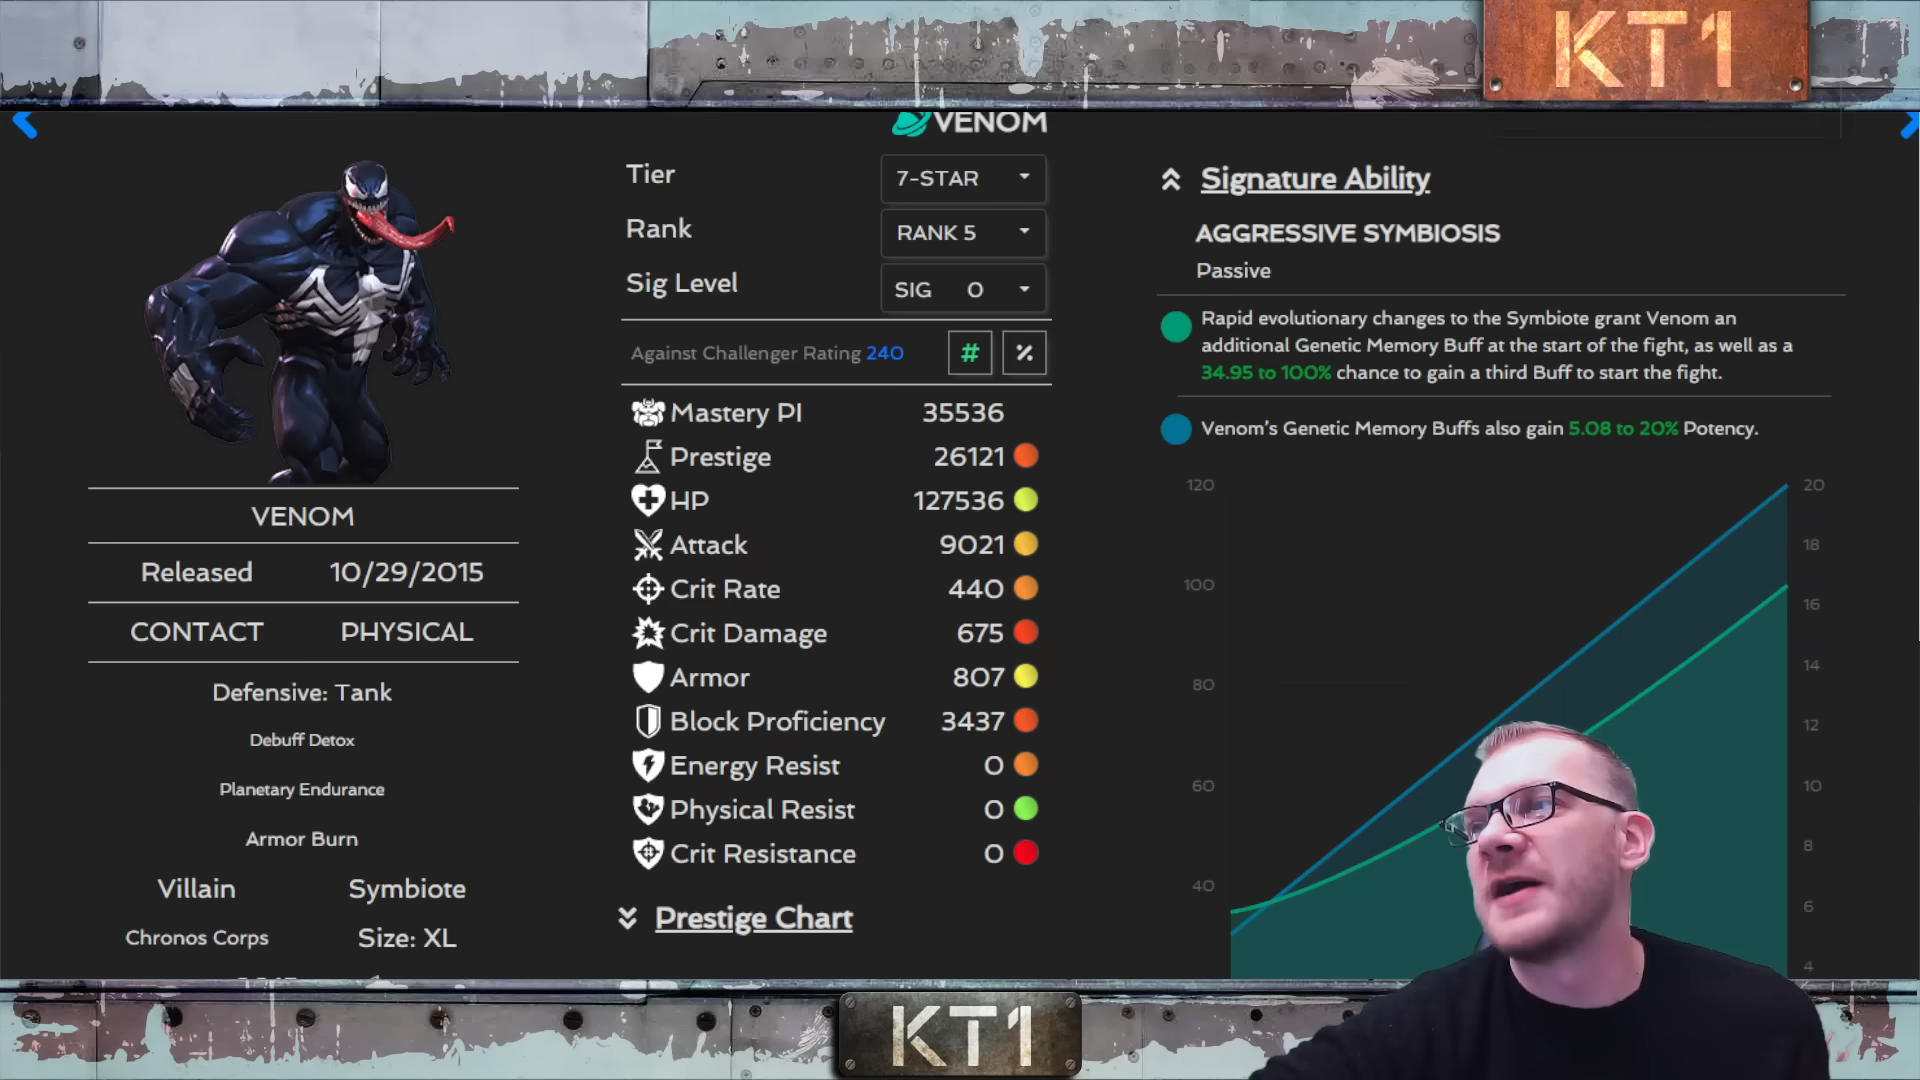 KT1
VENOM
Tier 7-STAR
Rank RANK 5
Sig Level SIG 0
Against Challenger Rating 240 # %
Mastery PI 35536
Prestige 26121
HP 127536
Attack 9021
Crit Rate 440
Crit Damage 675
Armor 807
Block Proficiency 3437
Energy Resist 0
Physical Resist 0
Crit Resistance 0
Prestige Chart
VENOM
Released 10/29/2015
CONTACT PHYSICAL
Defensive: Tank
Debuff Detox
Planetary Endurance
Armor Burn
Villain Symbiote
Chronos Corps Size: XL
Signature Ability
AGGRESSIVE SYMBIOSIS
Passive
Rapid evolutionary changes to the Symbiote grant Venom an
additional Genetic Memory Buff at the start of the fight, as well as a
34.95 to 100% chance to gain a third Buff to start the fight.
Venom's Genetic Memory Buffs also gain 5.08 to 20% Potency.
120 20
18
100
16
80 14
12
60 10
8
40
6
4
KT1